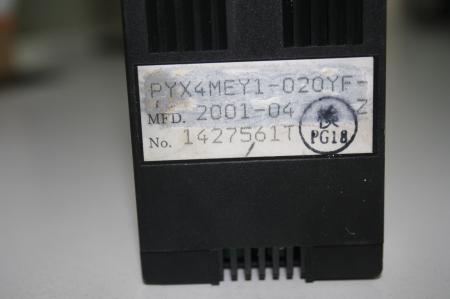 PYX4MEY1-020YF-
MFD. 2001-04 Z
No. 1427561T
PG18